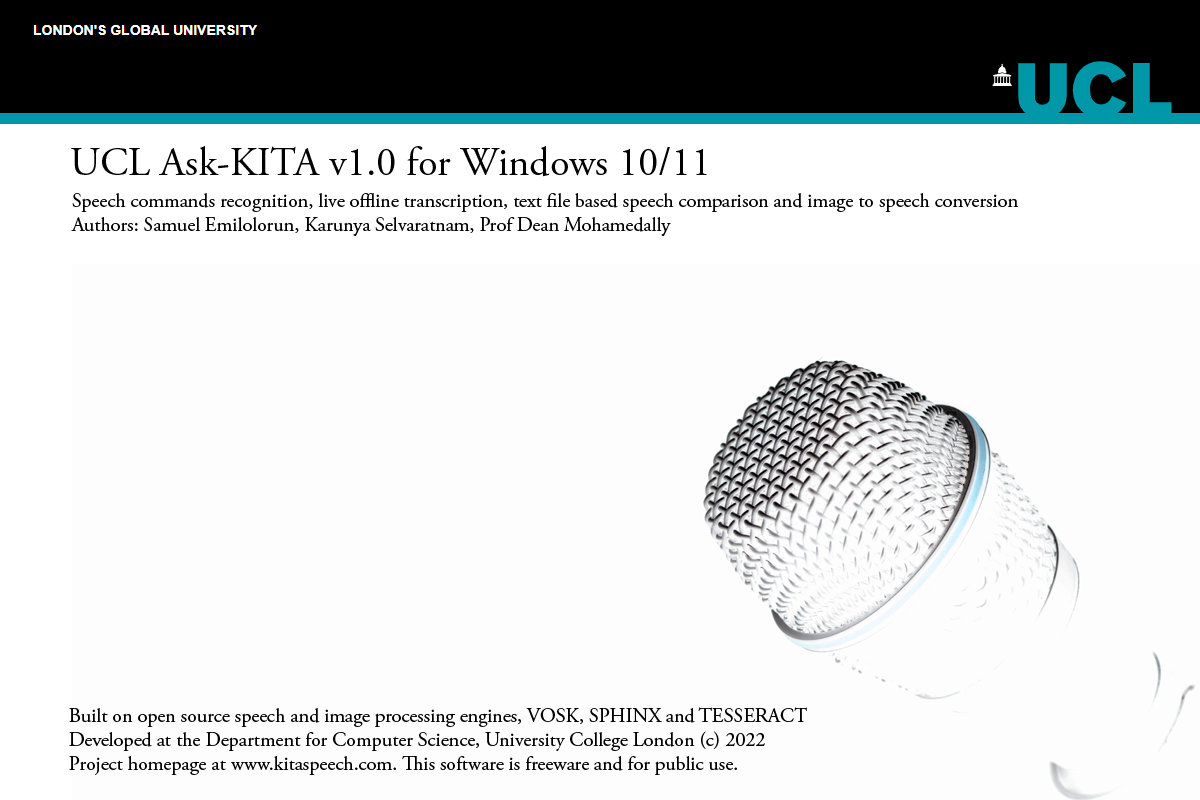 LONDON'S GLOBAL UNIVERSITY
UCL
UCL Ask-KITA v1.0 for Windows 10/11
Speech commands recognition, live offline transcription, text file based speech comparison and image to speech conversion
Authors: Samuel Emilolorun, Karunya Selvaratnam, Prof Dean Mohamedally
Built on open source speech and image processing engines, VOSK, SPHINX and TESSERACT
Developed at the Department for Computer Science, University College London (c) 2022
Project homepage at www.kitaspeech.com. This software is freeware and for public use.